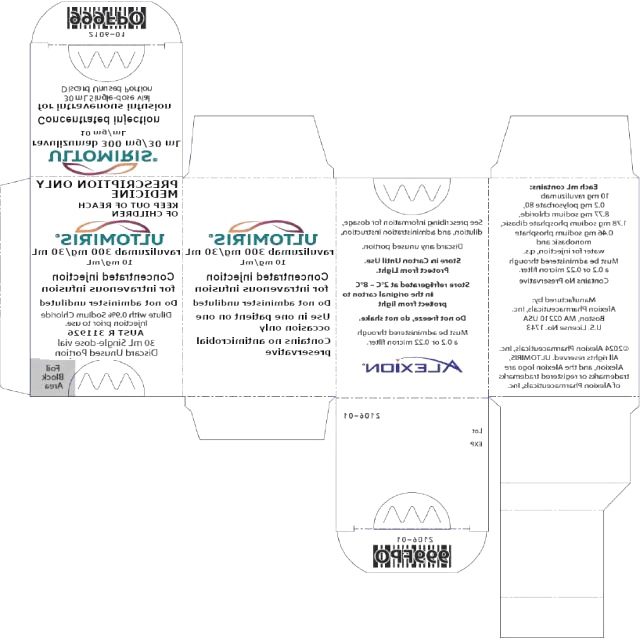 999FPO
2106-01
Discard Unused Portion
30 mL Single-dose vial
for intravenous infusion
Concentrated injection
10 mg/mL
ravulizumab 300 mg/30 mL
ULTOMIRIS®
PRESCRIPTION ONLY
MEDICINE
KEEP OUT OF REACH
OF CHILDREN
ULTOMIRIS®
ravulizumab 300 mg/30 mL
10 mg/mL
Concentrated injection
for intravenous infusion
Do not administer undiluted
Dilute with 0.9% Sodium Chloride
Injection prior to use.
AUST R 311926
30 mL Single-dose vial
Discard Unused Portion
Foil
Block
Area
ULTOMIRIS®
ravulizumab 300 mg/30 mL
10 mg/mL
Concentrated injection
for intravenous infusion
Do not administer undiluted
Use in one patient on one
occasion only
Contains no antimicrobial
preservative
See prescribing information for dosage,
dilution, and administration instruction.
Discard any unused portion.
Store in Carton Until Use.
Protect from Light.
Store refrigerated at 2°C – 8°C
in the original carton to
protect from light
Do not freeze, do not shake.
Must be administered through
a 0.2 or 0.22 micron filter.
ALEXION®
2106-01
Lot
EXP
2106-01
999FPO
Each mL contains:
10 mg ravulizumab
0.2 mg polysorbate 80,
8.77 mg sodium chloride,
1.78 mg sodium phosphate dibasic,
0.46 mg sodium phosphate
monobasic and
water for injection, q.s.
Must be administered through
a 0.2 or 0.22 micron filter.
Contains No Preservative
Manufactured by:
Alexion Pharmaceuticals, Inc.
Boston, MA 02210 USA
U.S. License No. 1743
©2024 Alexion Pharmaceuticals, Inc.
All rights reserved. ULTOMIRIS,
Alexion, and the Alexion logo are
trademarks or registered trademarks
of Alexion Pharmaceuticals, Inc.